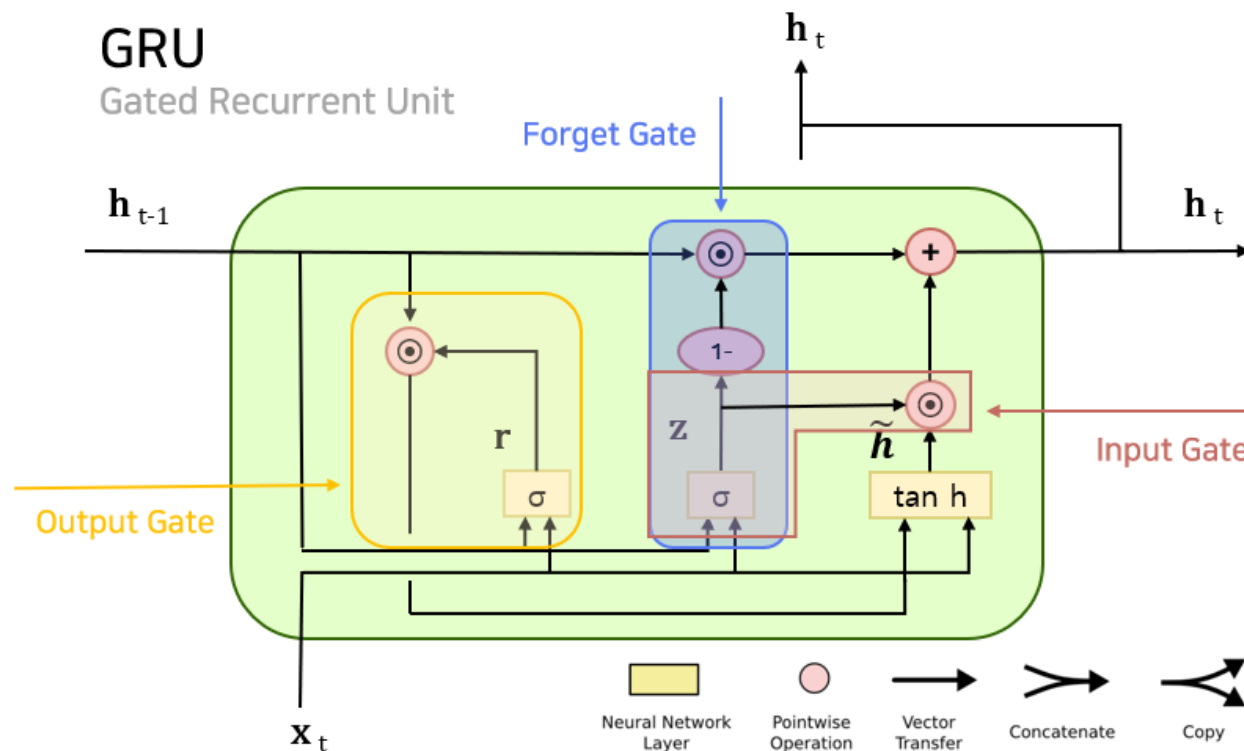 GRU
Gated Recurrent Unit
h t
Forget Gate
h t-1
h t
+
1-
r
z
h̃
Input Gate
σ
σ
tan h
Output Gate
x t
Neural Network
Layer
Pointwise
Operation
Vector
Transfer
Concatenate
Copy